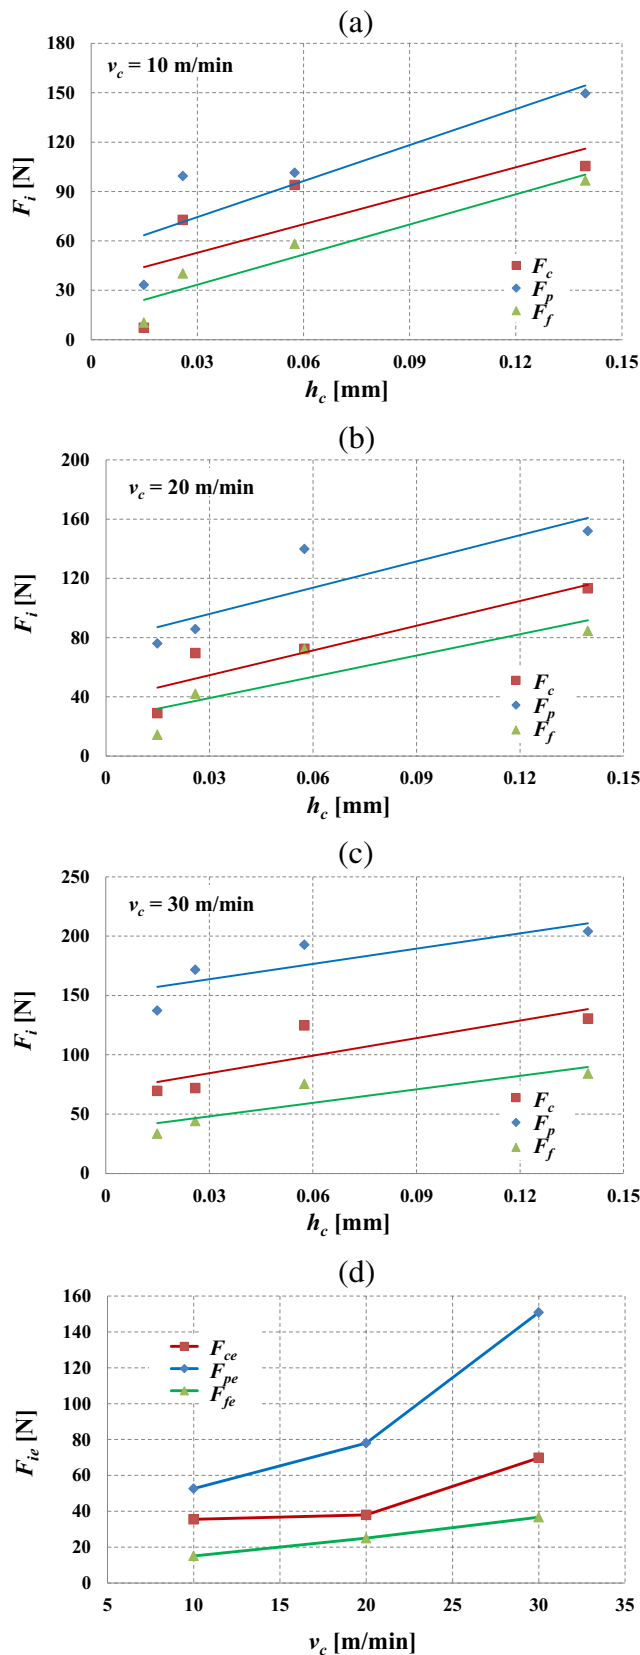 (a)
180
150
120
90
60
30
0
v_c = 10 m/min
F_i [N]
F_c
F_p
F_f
0 0.03 0.06 0.09 0.12 0.15
h_c [mm]
(b)
200
160
120
80
40
0
v_c = 20 m/min
F_i [N]
F_c
F_p
F_f
0 0.03 0.06 0.09 0.12 0.15
h_c [mm]
(c)
250
200
150
100
50
0
v_c = 30 m/min
F_i [N]
F_c
F_p
F_f
0 0.03 0.06 0.09 0.12 0.15
h_c [mm]
(d)
160
140
120
100
80
60
40
20
0
F_ce
F_pe
F_fe
F_ie [N]
5 10 15 20 25 30 35
v_c [m/min]